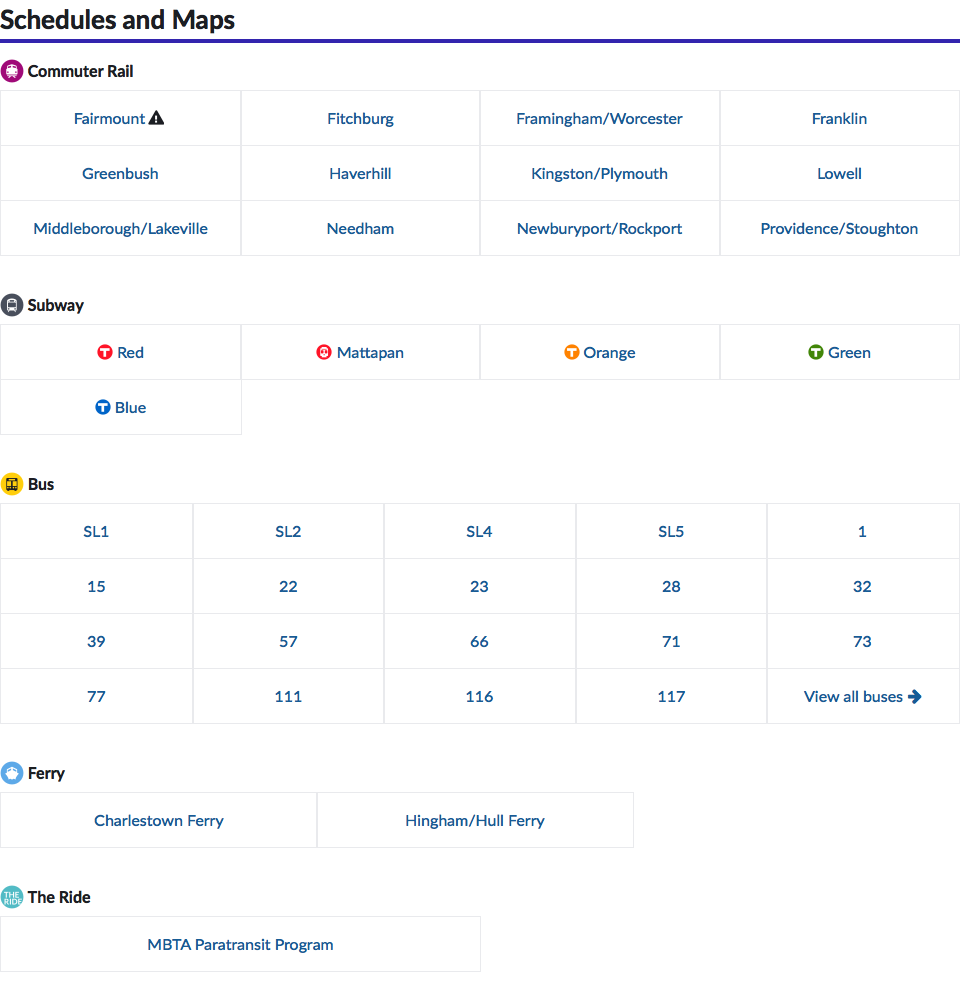 Schedules and Maps
Commuter Rail
Fairmount Fitchburg Framingham/Worcester Franklin
Greenbush Haverhill Kingston/Plymouth Lowell
Middleborough/Lakeville Needham Newburyport/Rockport Providence/Stoughton
Subway
T Red Mattapan T Orange T Green
T Blue
Bus
SL1 SL2 SL4 SL5 1
15 22 23 28 32
39 57 66 71 73
77 111 116 117 View all buses
Ferry
Charlestown Ferry Hingham/Hull Ferry
THE RIDE The Ride
MBTA Paratransit Program